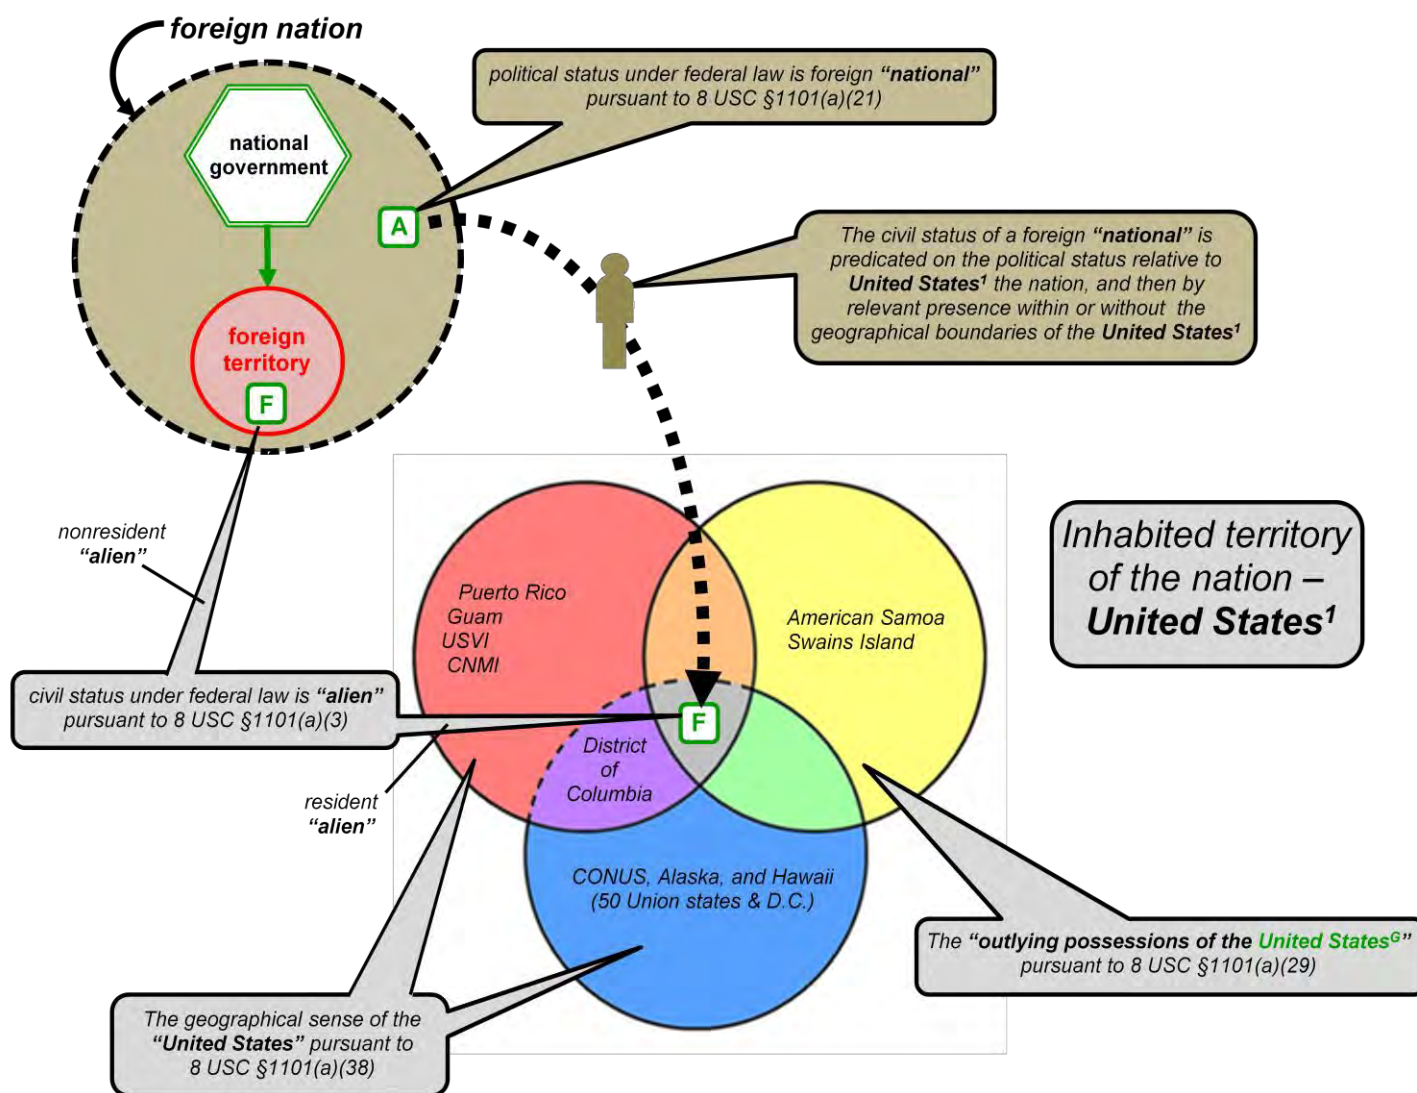 foreign nation
national
government
A
foreign
territory
F
political status under federal law is foreign “national”
pursuant to 8 USC §1101(a)(21)
The civil status of a foreign “national” is
predicated on the political status relative to
United States¹ the nation, and then by
relevant presence within or without the
geographical boundaries of the United States¹
nonresident
“alien”
civil status under federal law is “alien”
pursuant to 8 USC §1101(a)(3)
resident
“alien”
Puerto Rico
Guam
USVI
CNMI
American Samoa
Swains Island
F
District
of
Columbia
CONUS, Alaska, and Hawaii
(50 Union states & D.C.)
Inhabited territory
of the nation –
United States¹
The “outlying possessions of the United Statesᴳ”
pursuant to 8 USC §1101(a)(29)
The geographical sense of the
“United States” pursuant to
8 USC §1101(a)(38)